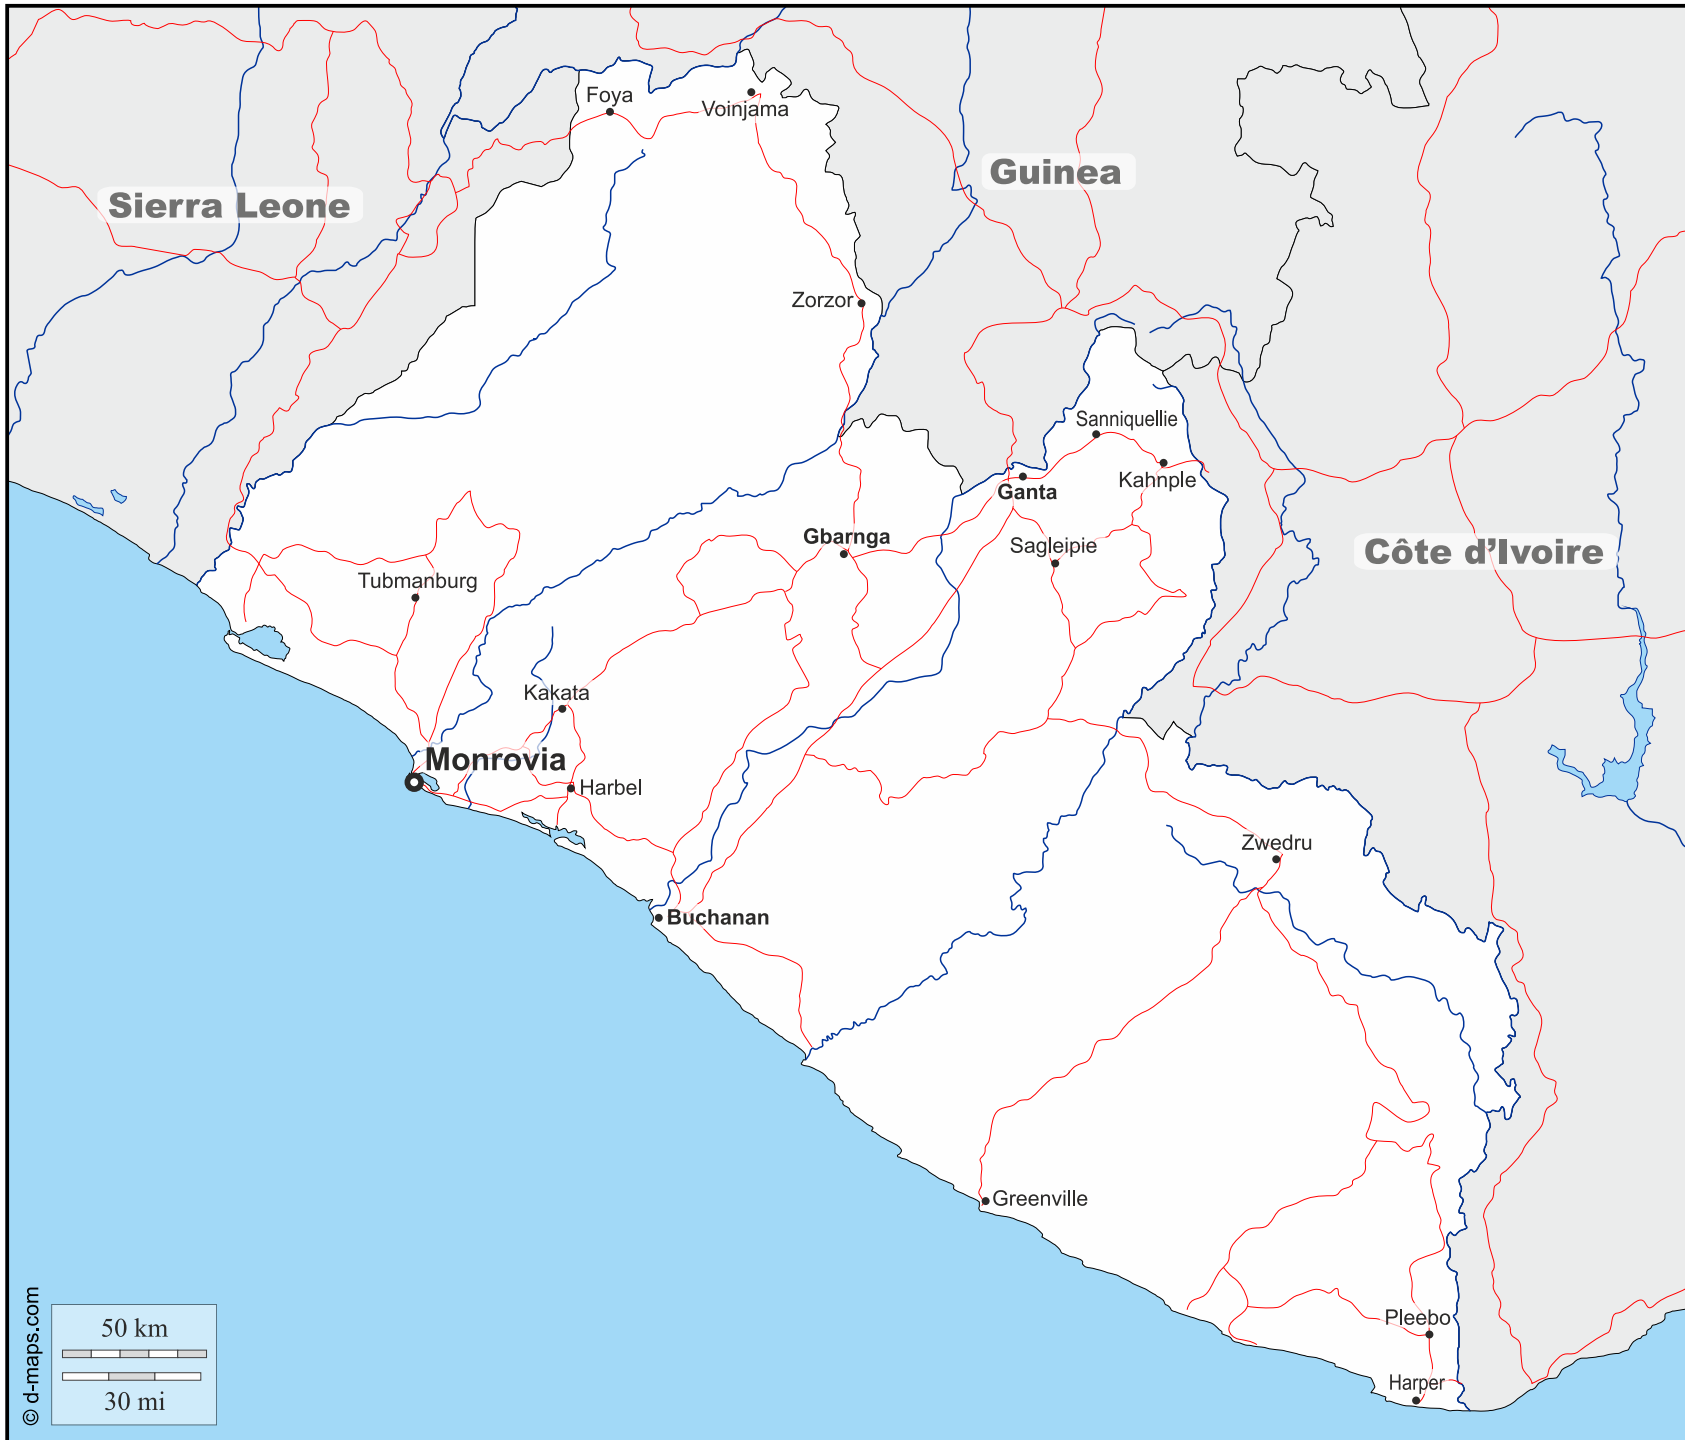 Foya
Voinjama
Guinea
Sierra Leone
Zorzor
Sanniquellie
Kahnple
Ganta
Gbarnga
Sagleipie
Côte d'Ivoire
Tubmanburg
Kakata
Monrovia
Harbel
Zwedru
Buchanan
Greenville
Pleebo
Harper
50 km
30 mi
© d-maps.com